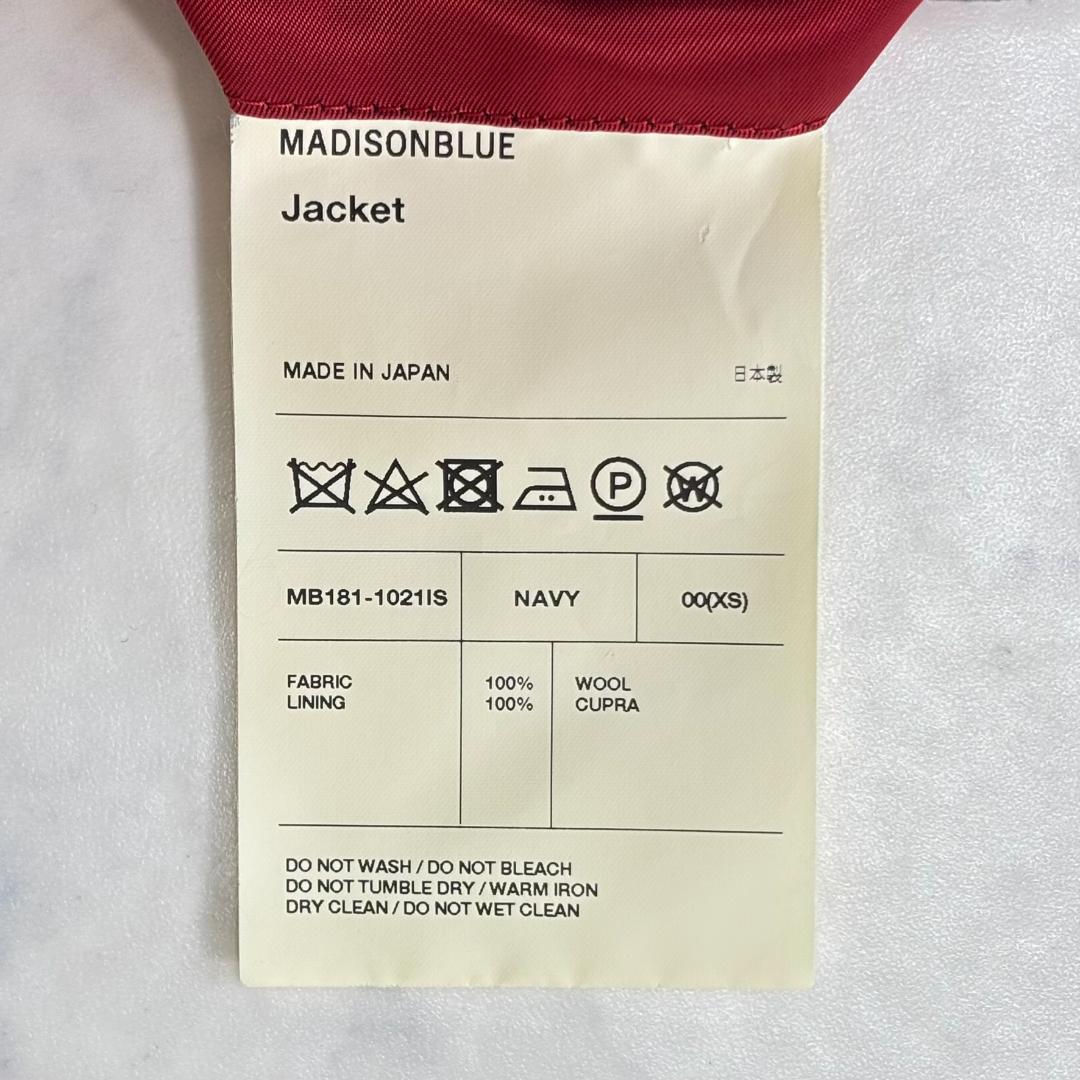 MADISONBLUE
Jacket
MADE IN JAPAN 日本製
P W
MB181-1021IS NAVY 00(XS)
FABRIC 100% WOOL
LINING 100% CUPRA
DO NOT WASH / DO NOT BLEACH
DO NOT TUMBLE DRY / WARM IRON
DRY CLEAN / DO NOT WET CLEAN